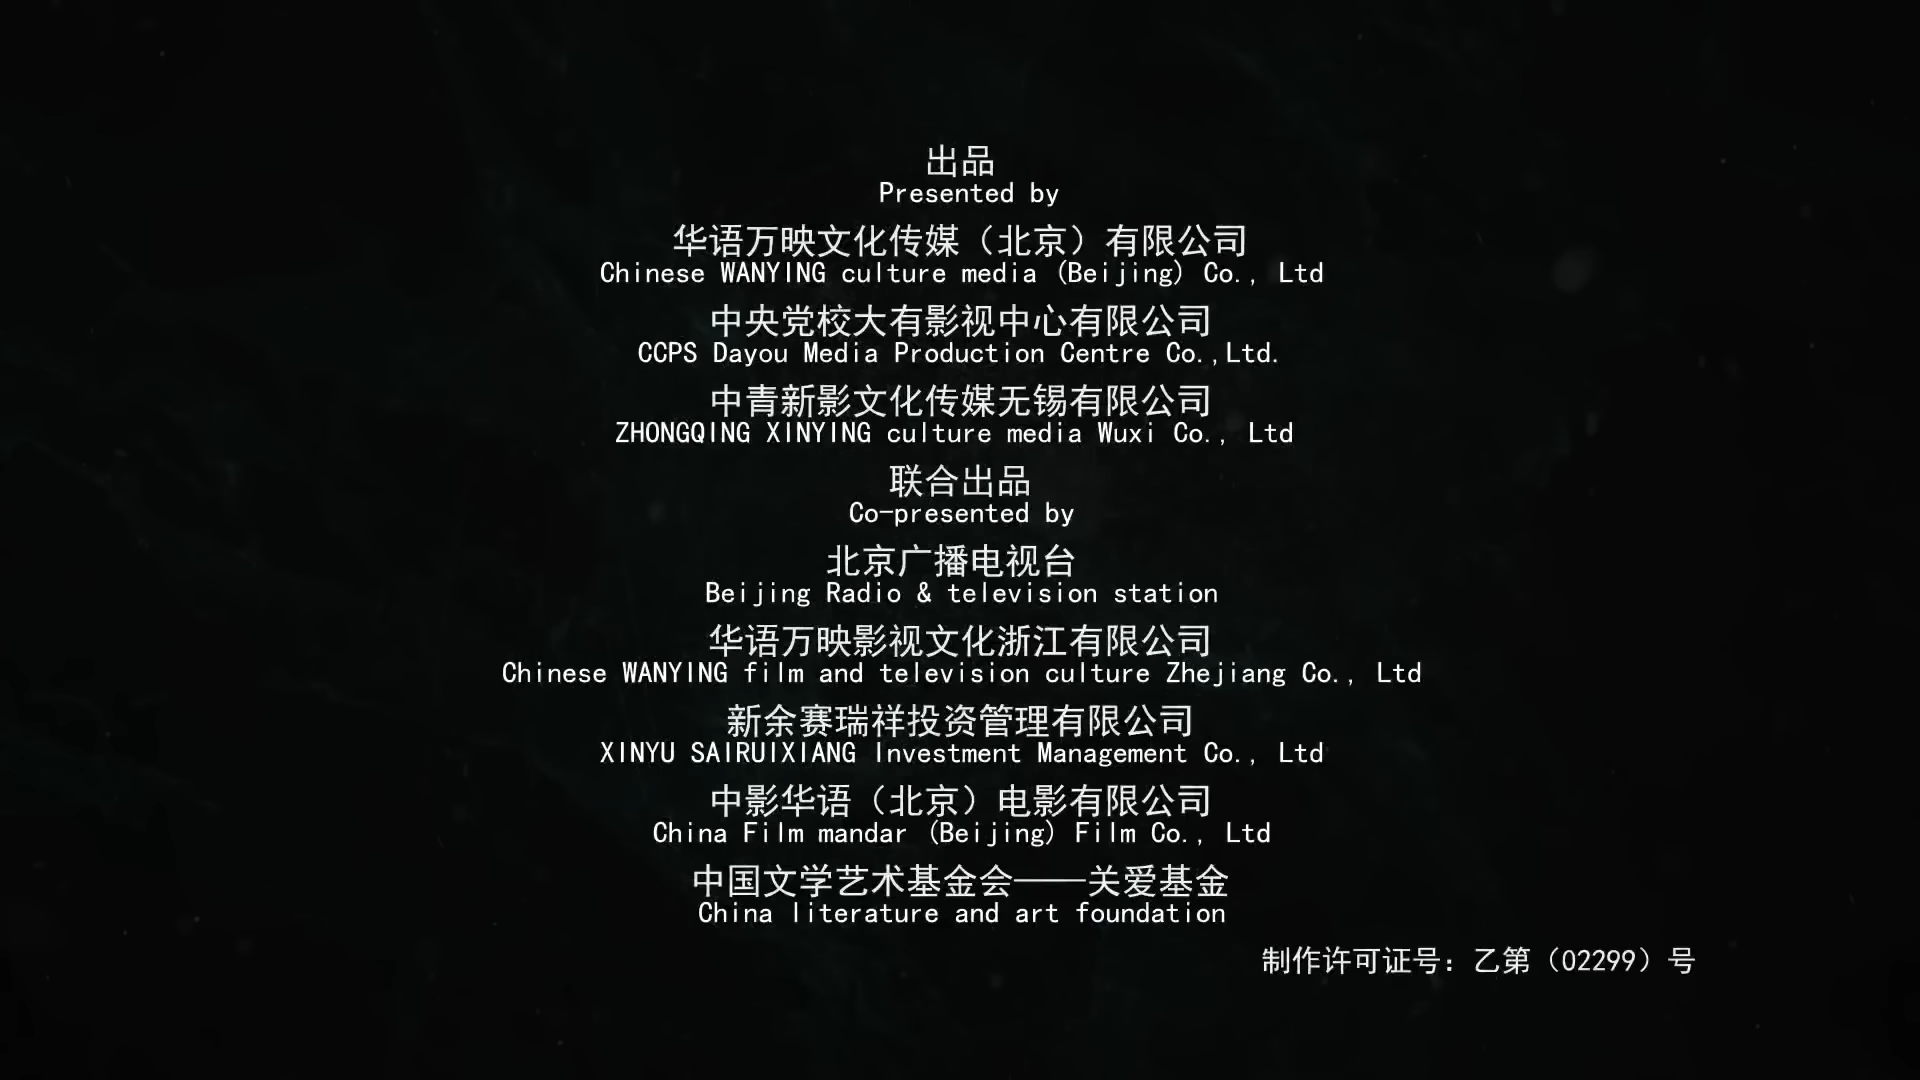 出品
Presented by
华语万映文化传媒（北京）有限公司
Chinese WANYING culture media (Beijing) Co., Ltd
中央党校大有影视中心有限公司
CCPS Dayou Media Production Centre Co.,Ltd.
中青新影文化传媒无锡有限公司
ZHONGQING XINYING culture media Wuxi Co., Ltd
联合出品
Co-presented by
北京广播电视台
Beijing Radio & television station
华语万映影视文化浙江有限公司
Chinese WANYING film and television culture Zhejiang Co., Ltd
新余赛瑞祥投资管理有限公司
XINYU SAIRUIXIANG Investment Management Co., Ltd
中影华语（北京）电影有限公司
China Film mandar (Beijing) Film Co., Ltd
中国文学艺术基金会——关爱基金
China literature and art foundation
制作许可证号：乙第（02299）号